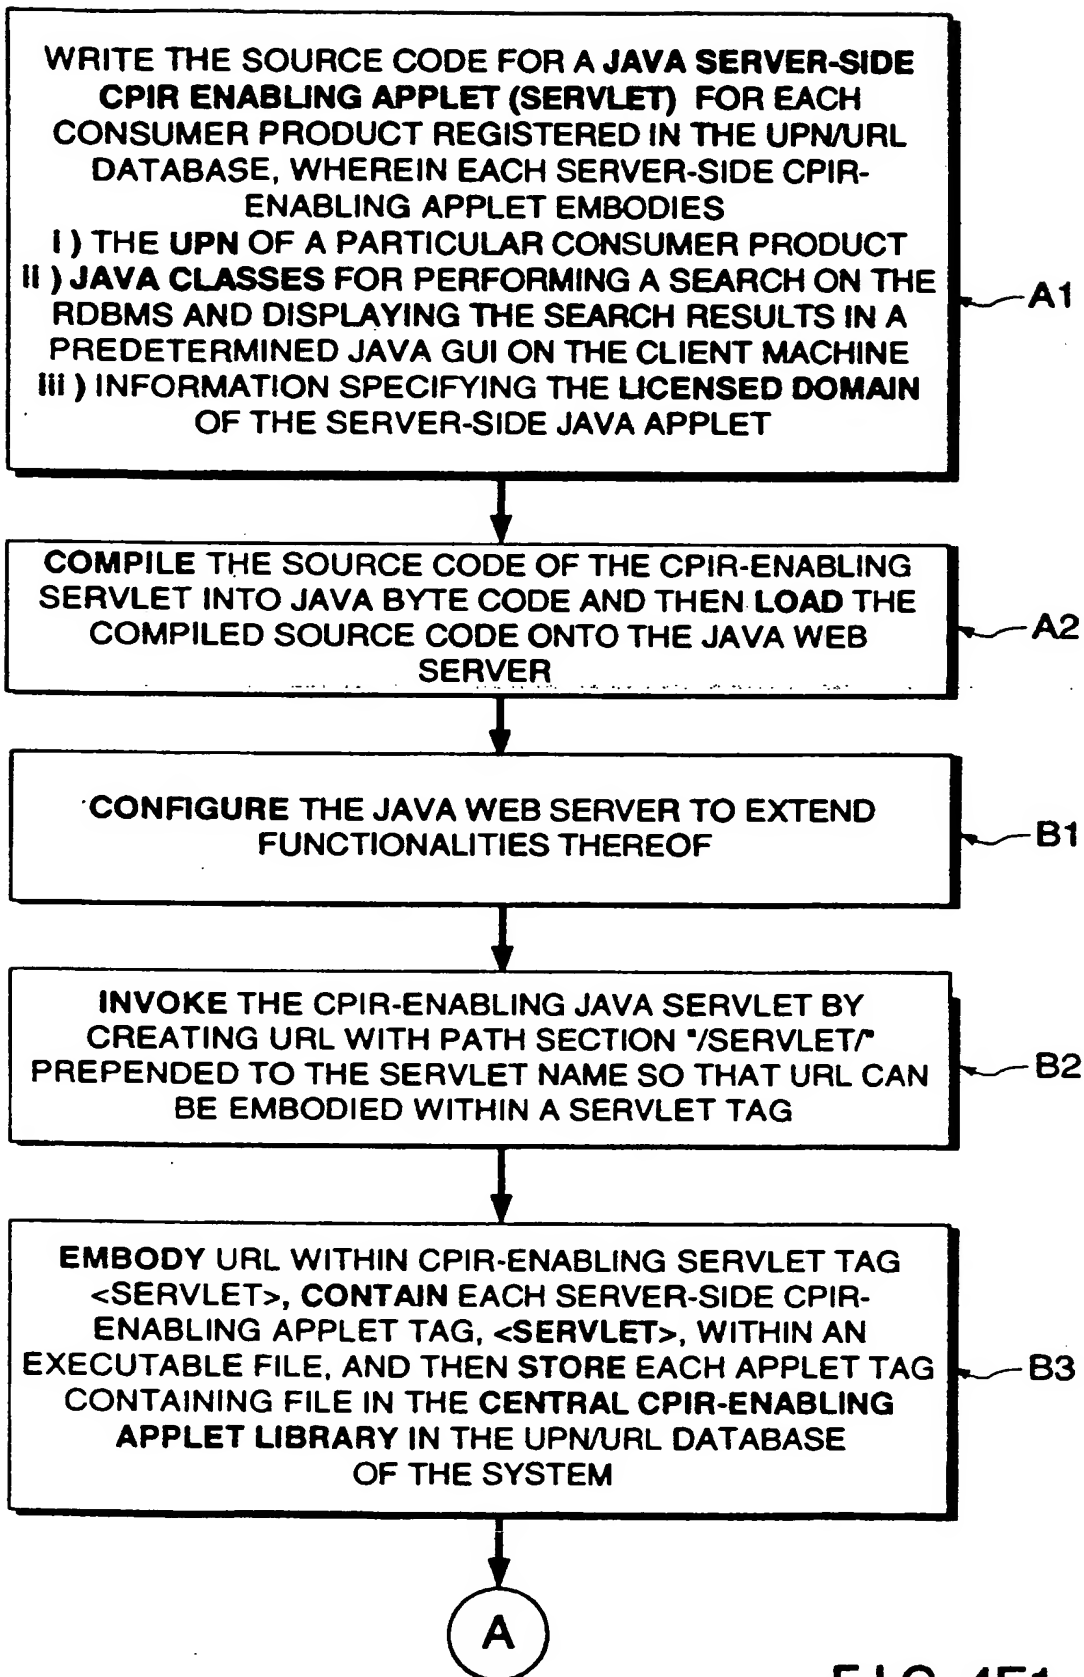 WRITE THE SOURCE CODE FOR A JAVA SERVER-SIDE
CPIR ENABLING APPLET (SERVLET) FOR EACH
CONSUMER PRODUCT REGISTERED IN THE UPN/URL
DATABASE, WHEREIN EACH SERVER-SIDE CPIR-
ENABLING APPLET EMBODIES
i ) THE UPN OF A PARTICULAR CONSUMER PRODUCT
ii ) JAVA CLASSES FOR PERFORMING A SEARCH ON THE
RDBMS AND DISPLAYING THE SEARCH RESULTS IN A
PREDETERMINED JAVA GUI ON THE CLIENT MACHINE
iii ) INFORMATION SPECIFYING THE LICENSED DOMAIN
OF THE SERVER-SIDE JAVA APPLET
A1
COMPILE THE SOURCE CODE OF THE CPIR-ENABLING
SERVLET INTO JAVA BYTE CODE AND THEN LOAD THE
COMPILED SOURCE CODE ONTO THE JAVA WEB
SERVER
A2
CONFIGURE THE JAVA WEB SERVER TO EXTEND
FUNCTIONALITIES THEREOF
B1
INVOKE THE CPIR-ENABLING JAVA SERVLET BY
CREATING URL WITH PATH SECTION "/SERVLET/"
PREPENDED TO THE SERVLET NAME SO THAT URL CAN
BE EMBODIED WITHIN A SERVLET TAG
B2
EMBODY URL WITHIN CPIR-ENABLING SERVLET TAG
<SERVLET>, CONTAIN EACH SERVER-SIDE CPIR-
ENABLING APPLET TAG, <SERVLET>, WITHIN AN
EXECUTABLE FILE, AND THEN STORE EACH APPLET TAG
CONTAINING FILE IN THE CENTRAL CPIR-ENABLING
APPLET LIBRARY IN THE UPN/URL DATABASE
OF THE SYSTEM
B3
A
FIG. 4E1